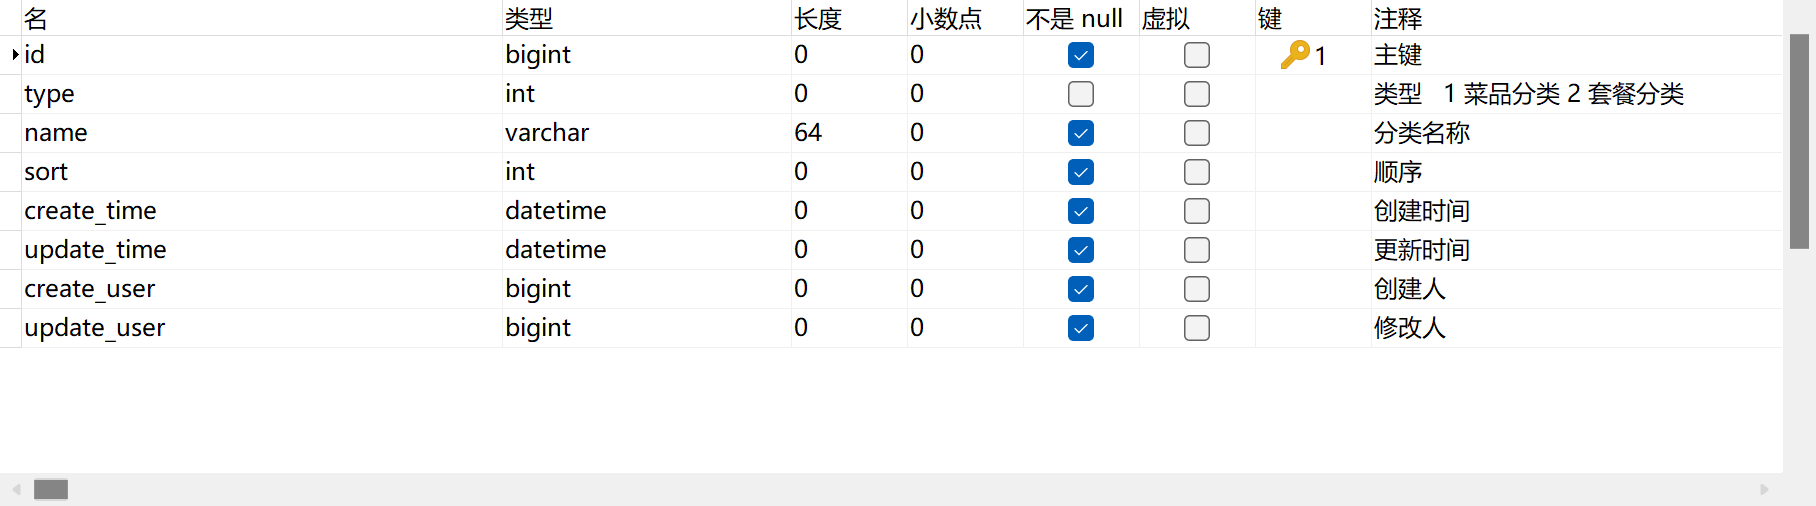 名 类型 长度 小数点 不是 null 虚拟 键 注释
id bigint 0 0 1 主键
type int 0 0 类型 1 菜品分类 2 套餐分类
name varchar 64 0 分类名称
sort int 0 0 顺序
create_time datetime 0 0 创建时间
update_time datetime 0 0 更新时间
create_user bigint 0 0 创建人
update_user bigint 0 0 修改人